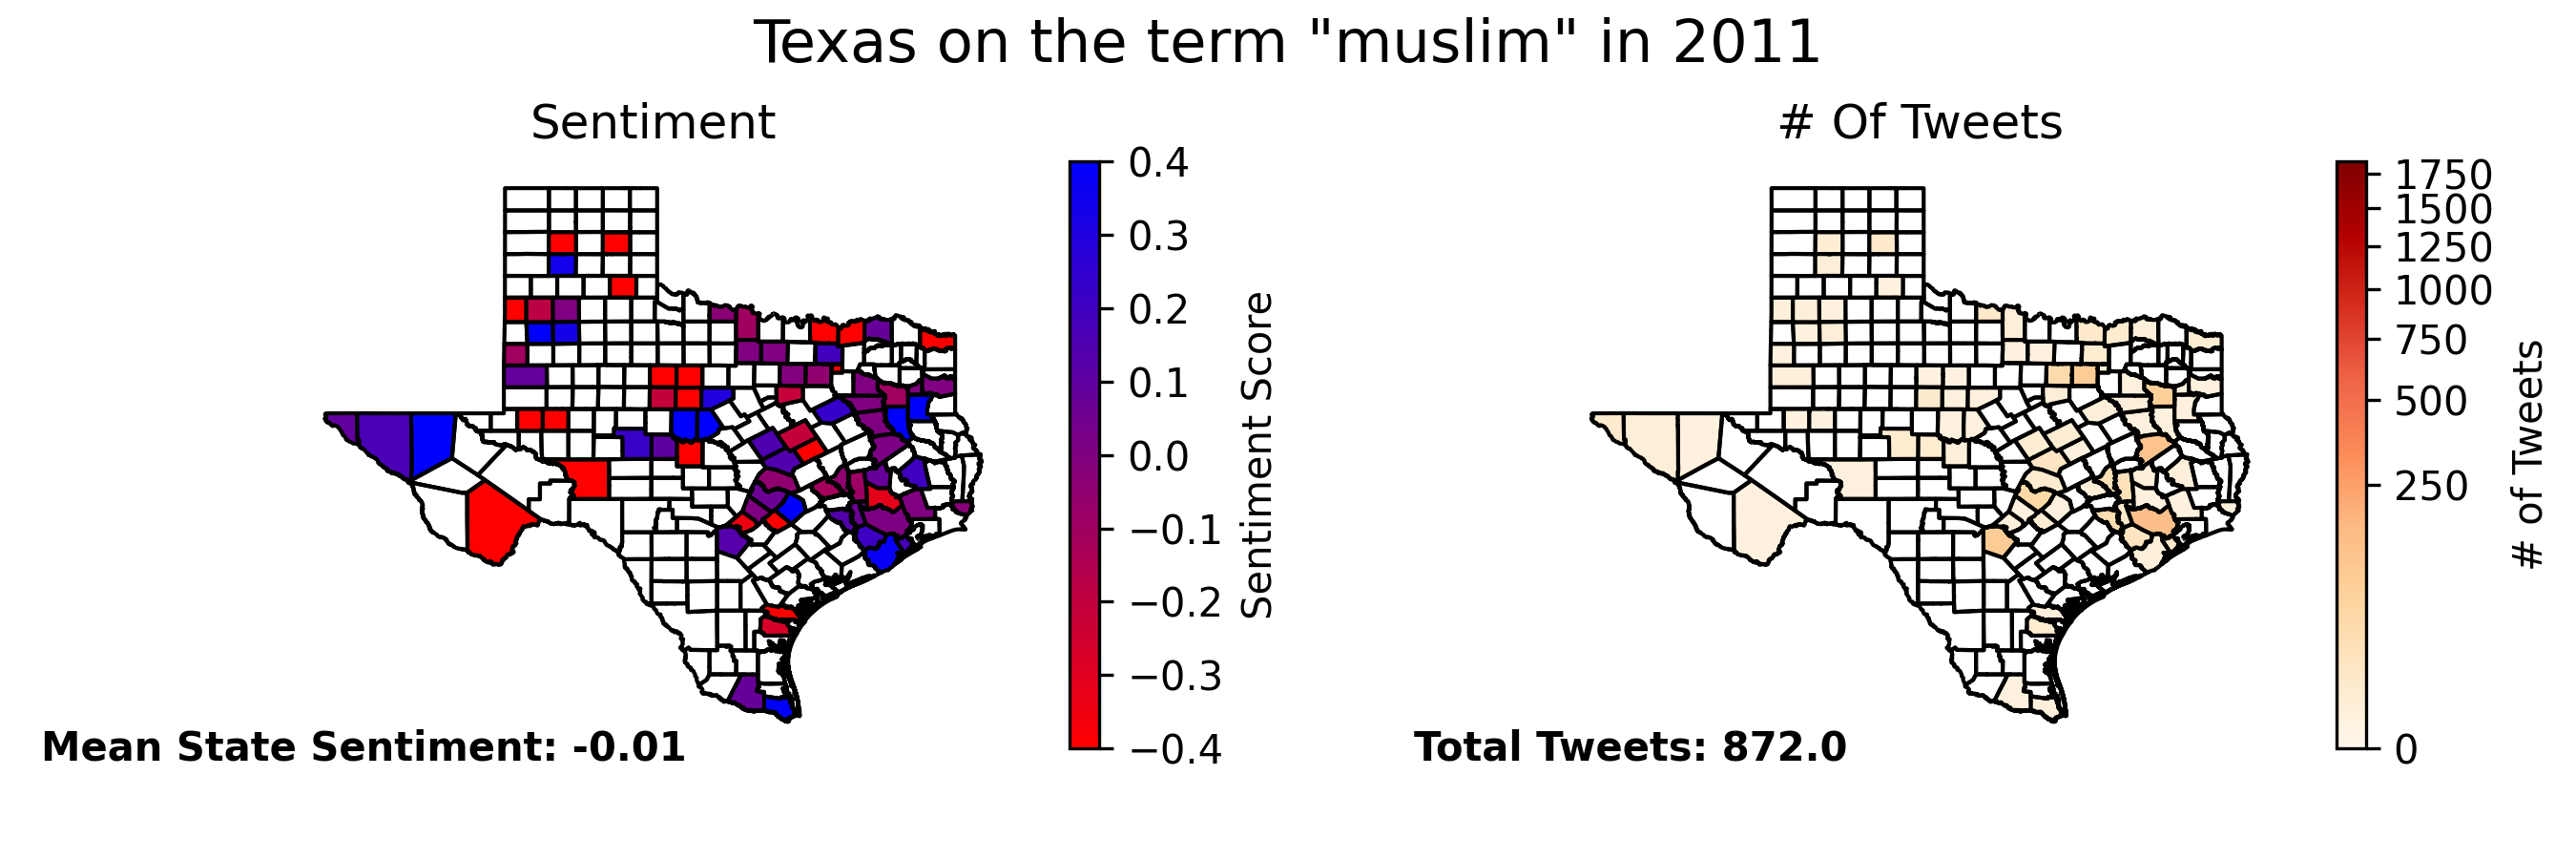 Texas on the term "muslim" in 2011
Sentiment
0.4
0.3
0.2
0.1
0.0
−0.1
−0.2
−0.3
−0.4
Sentiment Score
Mean State Sentiment: -0.01
# Of Tweets
1750
1500
1250
1000
750
500
250
0
# of Tweets
Total Tweets: 872.0